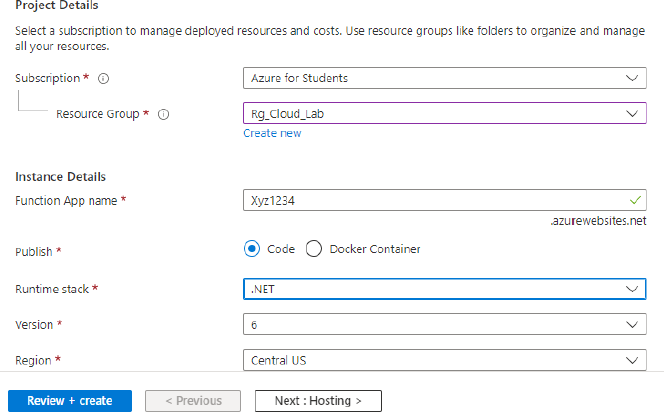 Project Details
Select a subscription to manage deployed resources and costs. Use resource groups like folders to organize and manage
all your resources.
Subscription * Azure for Students
Resource Group * Rg_Cloud_Lab
Create new
Instance Details
Function App name * Xyz1234
.azurewebsites.net
Publish * Code Docker Container
Runtime stack * .NET
Version * 6
Region * Central US
Review + create < Previous Next : Hosting >